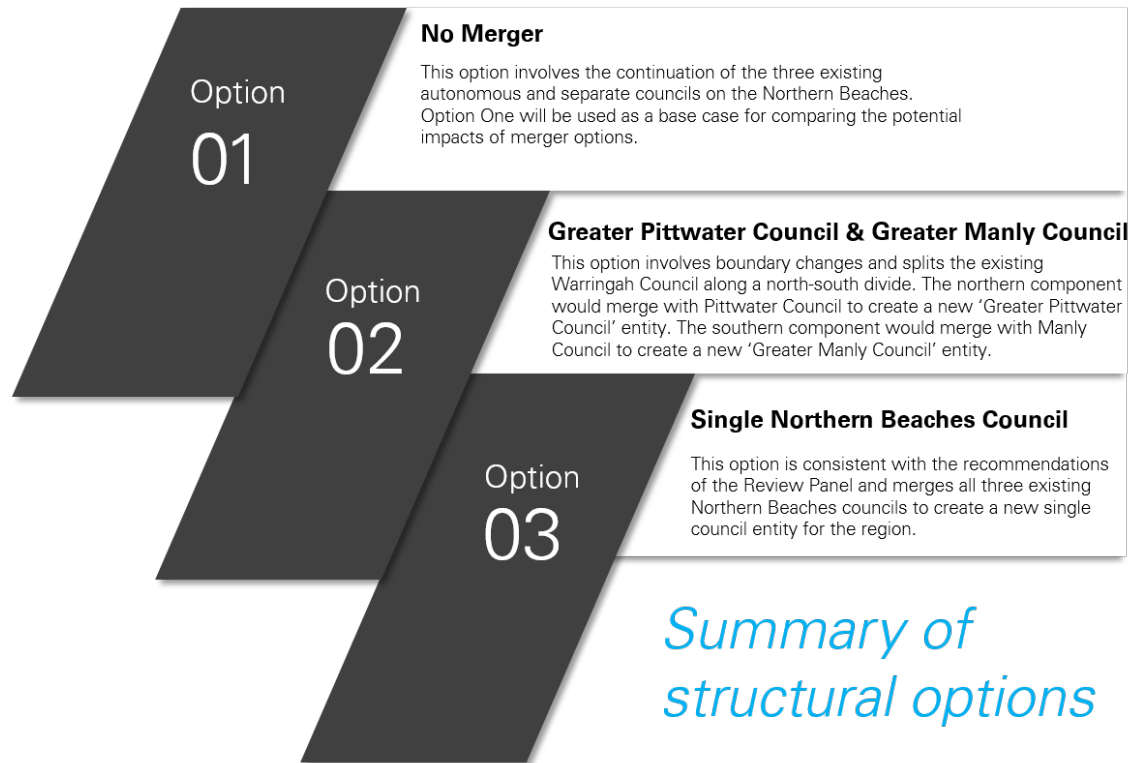 Option
01
No Merger
This option involves the continuation of the three existing
autonomous and separate councils on the Northern Beaches.
Option One will be used as a base case for comparing the potential
impacts of merger options.
Option
02
Greater Pittwater Council & Greater Manly Council
This option involves boundary changes and splits the existing
Warringah Council along a north-south divide. The northern component
would merge with Pittwater Council to create a new ‘Greater Pittwater
Council’ entity. The southern component would merge with Manly
Council to create a new ‘Greater Manly Council’ entity.
Option
03
Single Northern Beaches Council
This option is consistent with the recommendations
of the Review Panel and merges all three existing
Northern Beaches councils to create a new single
council entity for the region.
Summary of
structural options